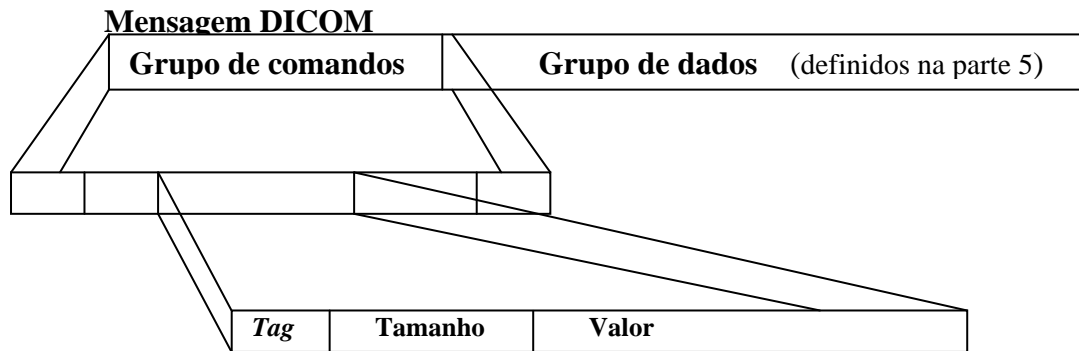 Mensagem DICOM
Grupo de comandos Grupo de dados (definidos na parte 5)
Tag Tamanho Valor